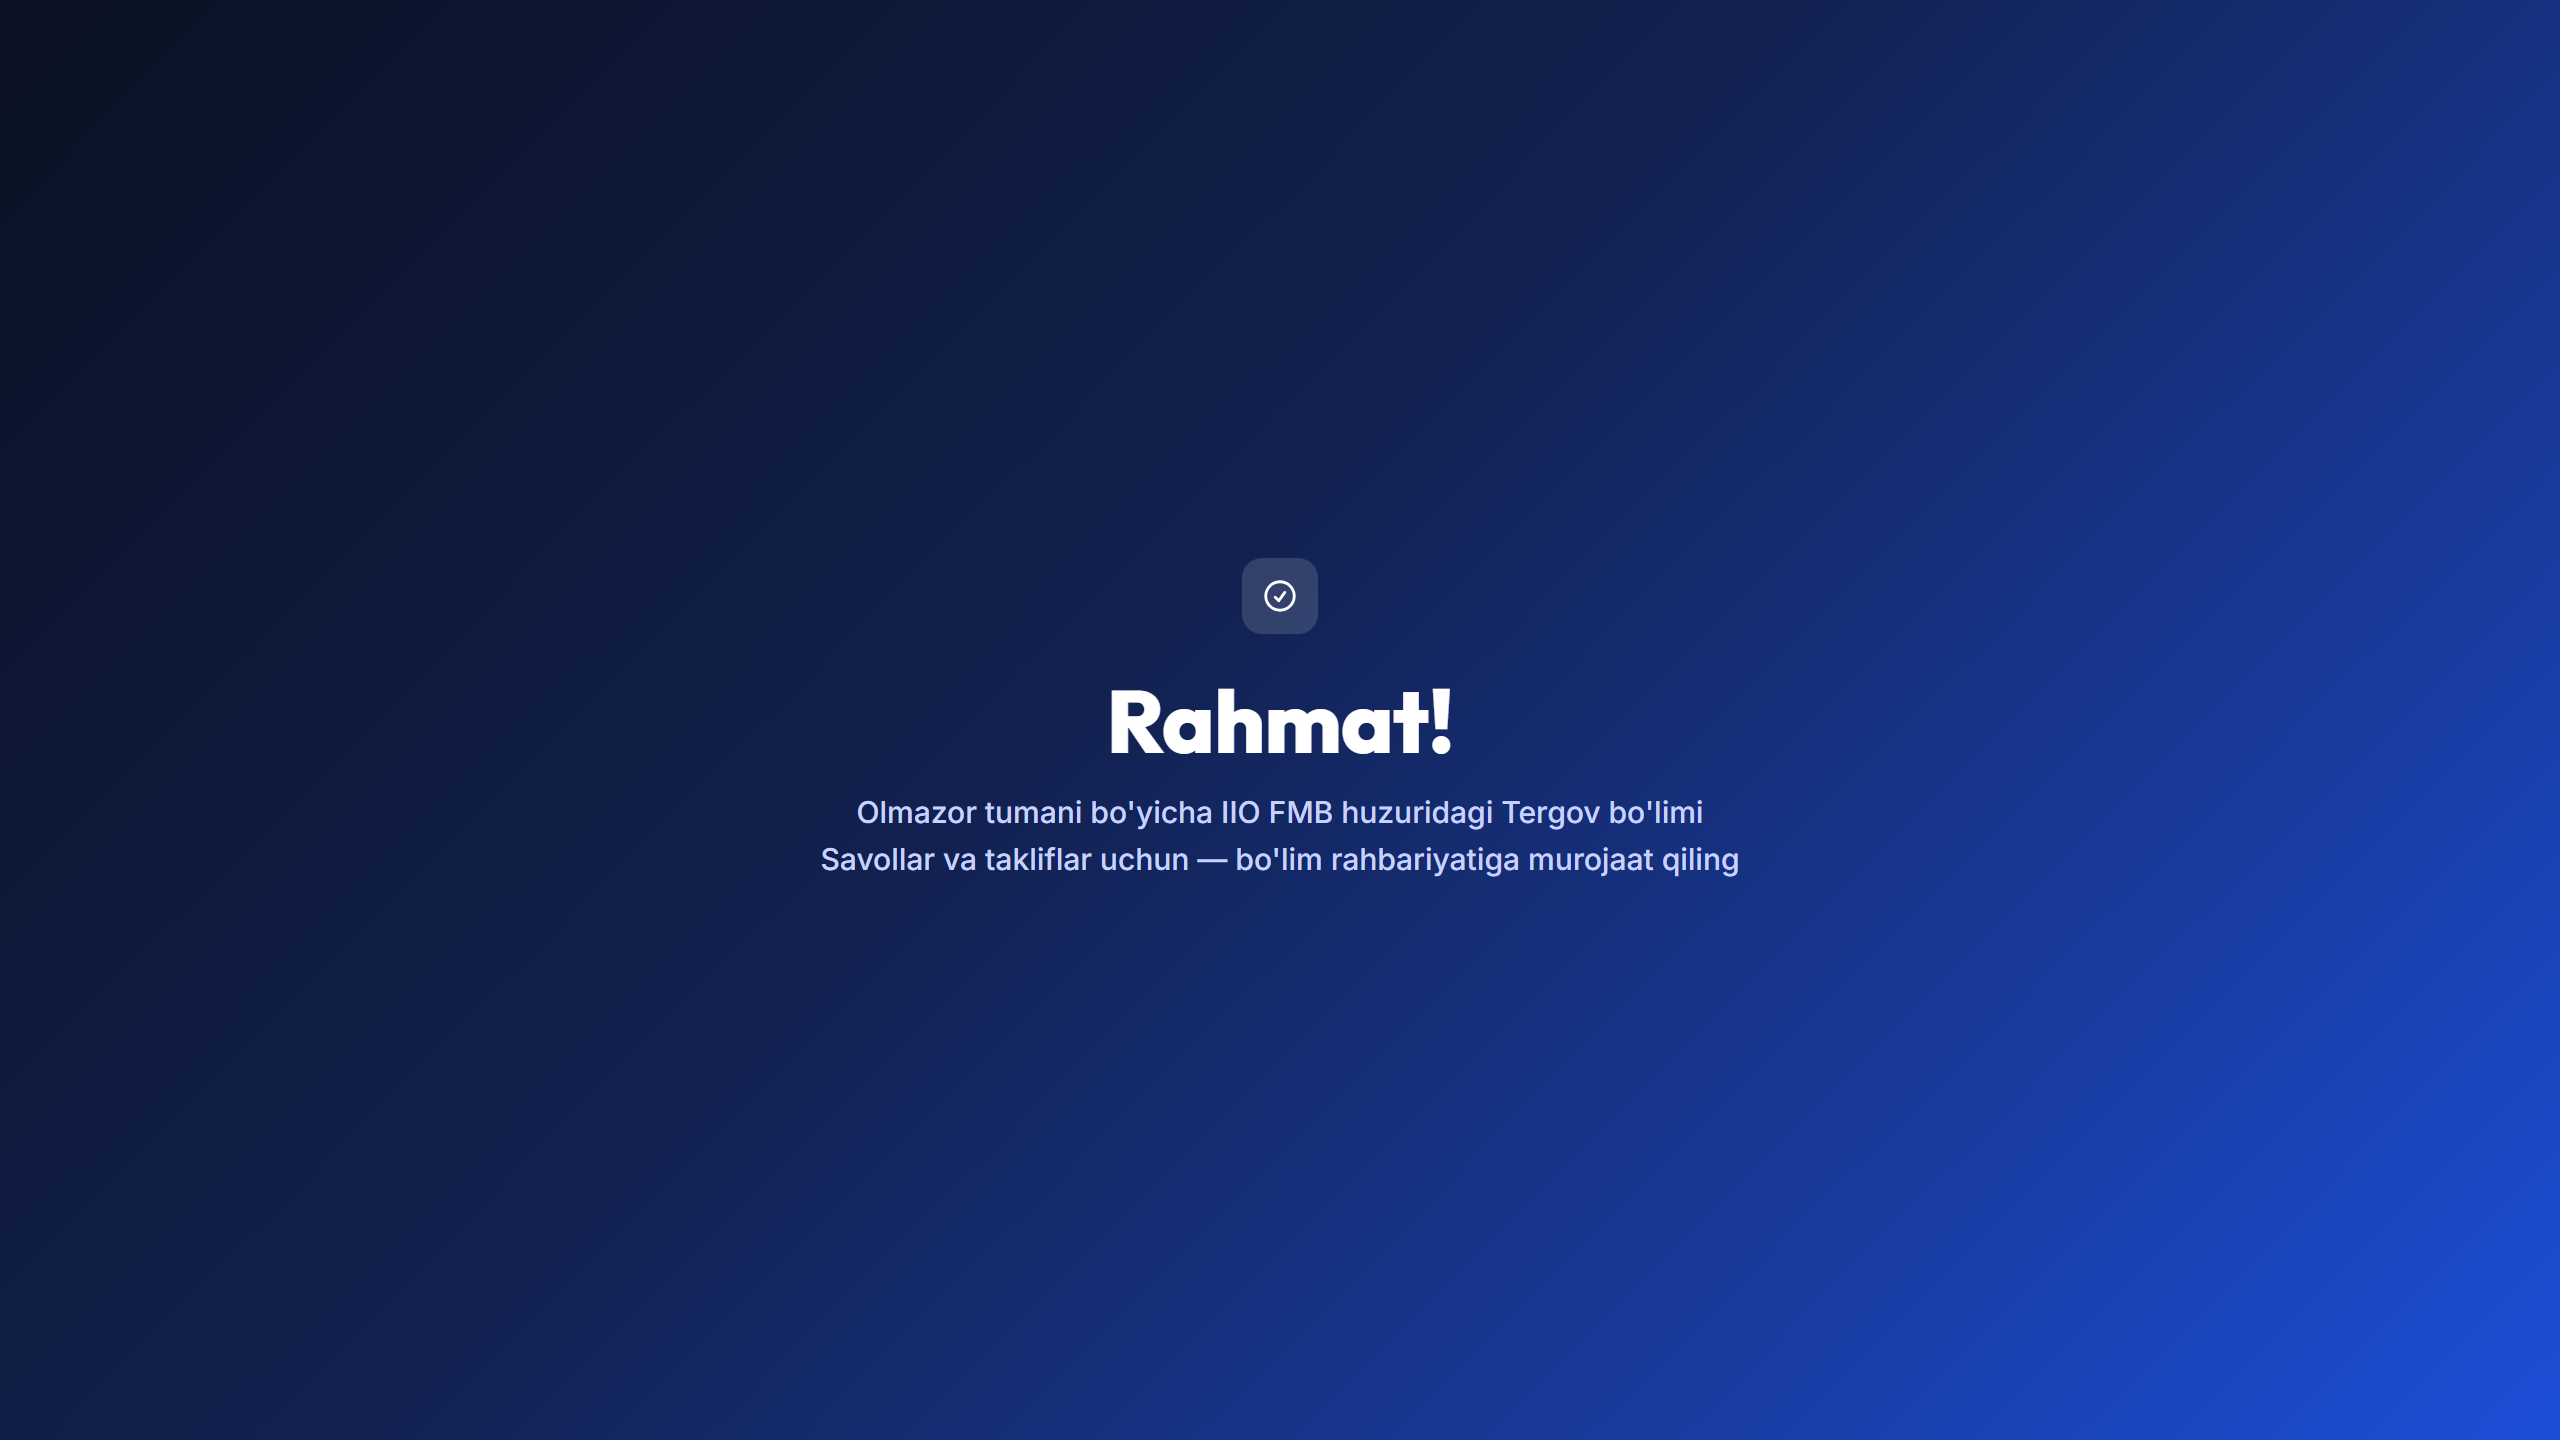 Rahmat!
Olmazor tumani bo'yicha IIO FMB huzuridagi Tergov bo'limi
Savollar va takliflar uchun — bo'lim rahbariyatiga murojaat qiling